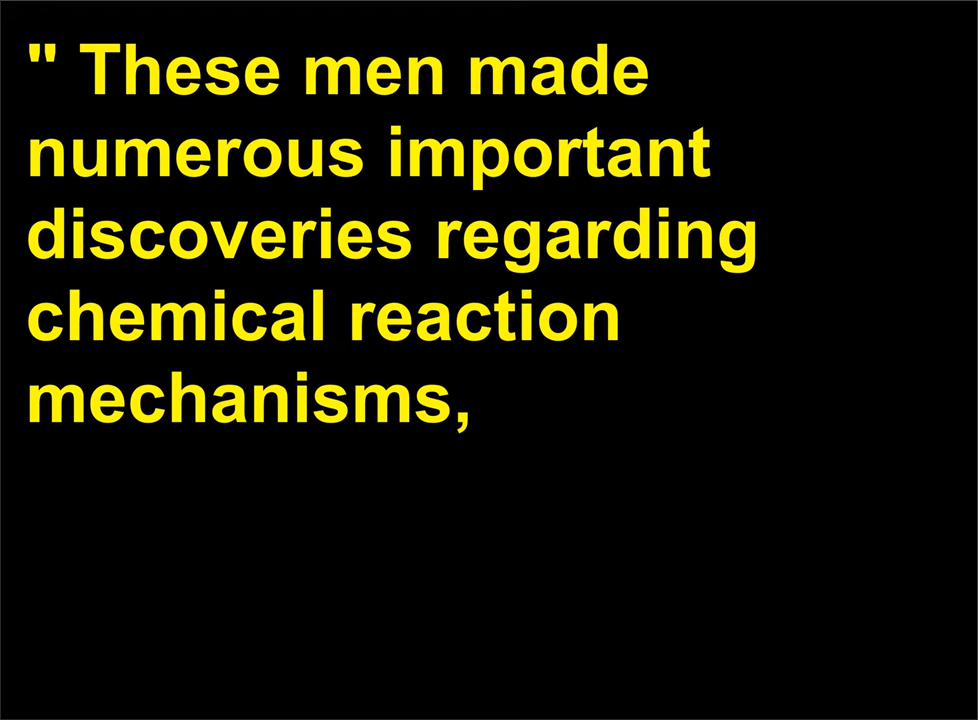 " These men made
numerous important
discoveries regarding
chemical reaction
mechanisms,